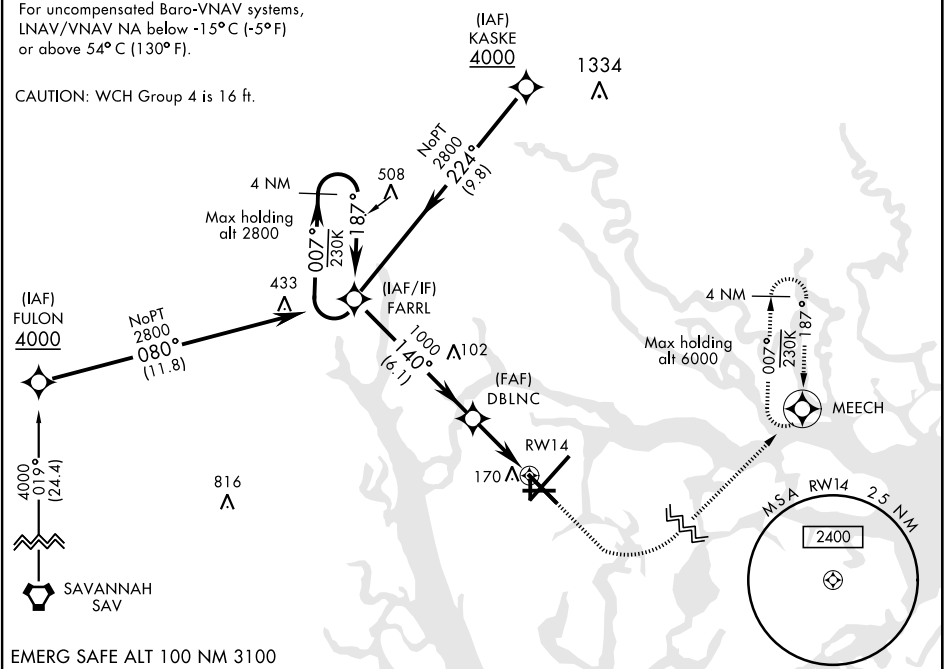 For uncompensated Baro-VNAV systems,
LNAV/VNAV NA below -15° C (-5° F)
or above 54° C (130° F).
CAUTION: WCH Group 4 is 16 ft.
(IAF)
KASKE
4000
1334
NoPT
2800
224°
(9.8)
4 NM
508
Max holding
alt 2800
007°
230K
187°
433
(IAF/IF)
FARRL
(IAF)
FULON
4000
NoPT
2800
080°
(11.8)
1000
140°
(6.1)
102
(FAF)
DBLNC
4 NM
Max holding
alt 6000
007°
230K
187°
MEECH
RW14
170
4000
019°
(24.4)
816
SAVANNAH
SAV
MSA RW14 25 NM
2400
EMERG SAFE ALT 100 NM 3100